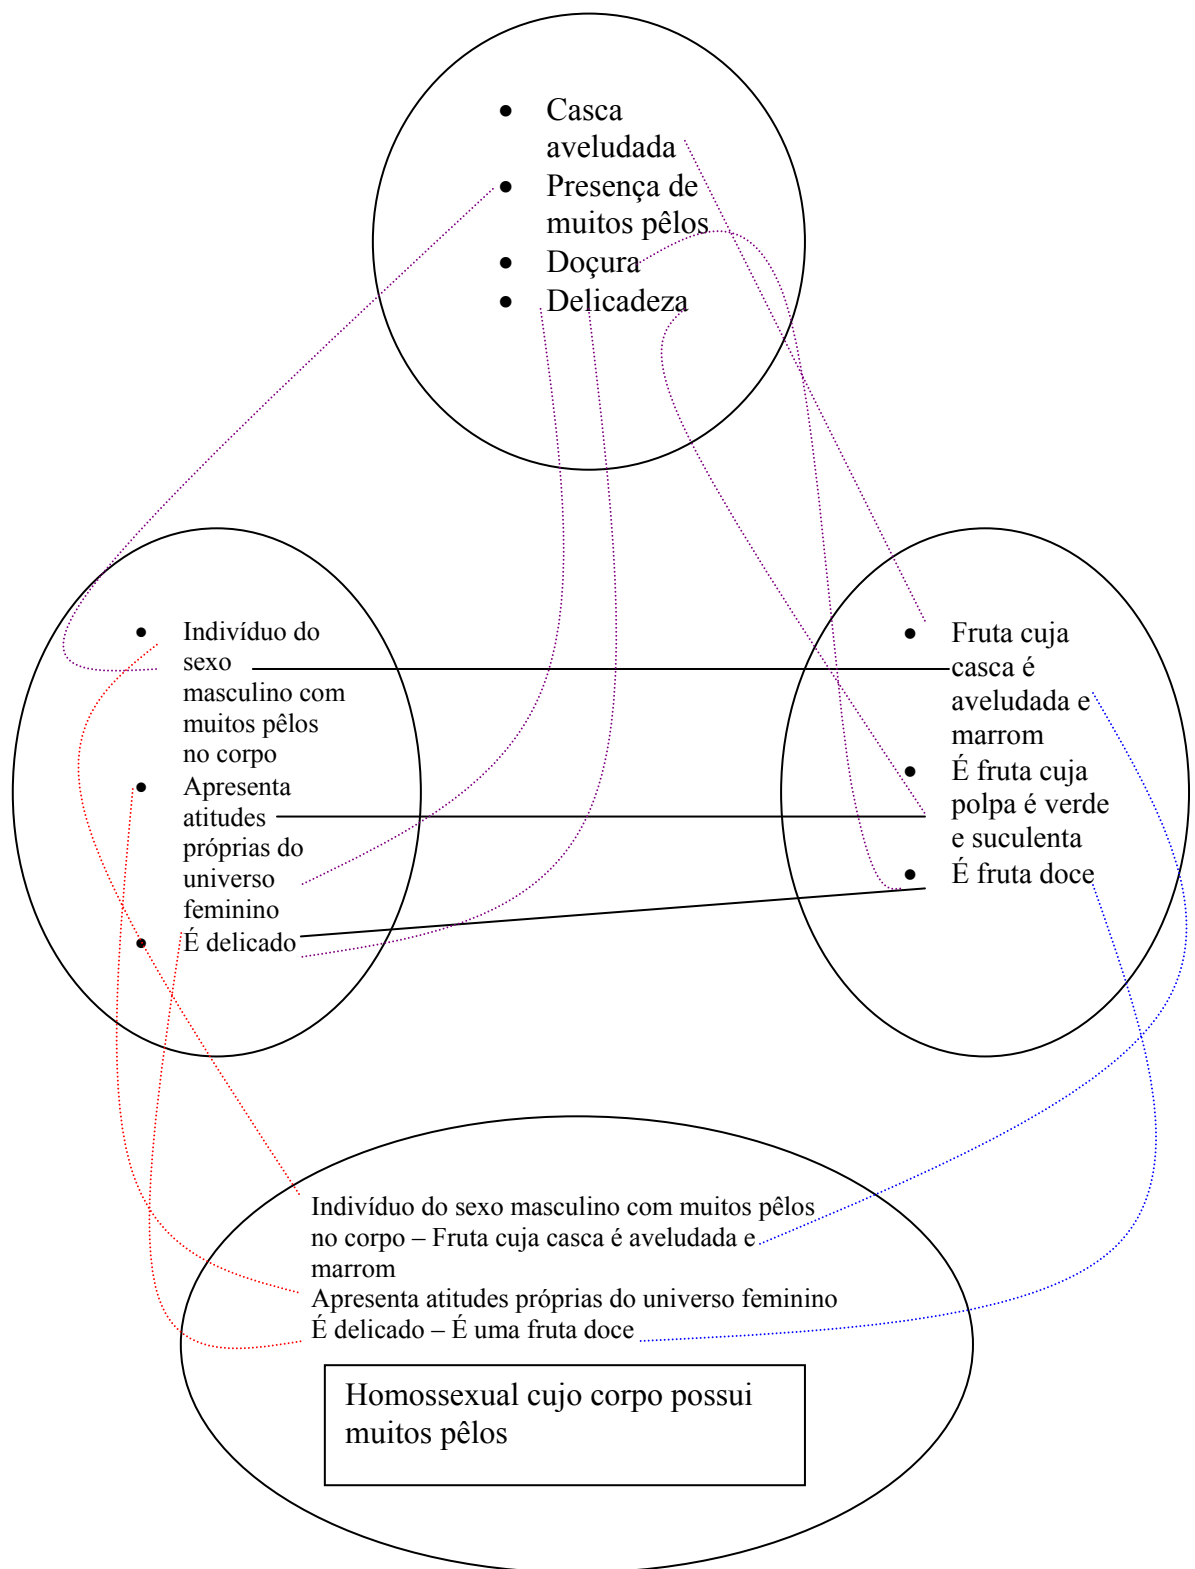 • Casca
aveludada
• Presença de
muitos pêlos
• Doçura
• Delicadeza
• Indivíduo do
sexo
masculino com
muitos pêlos
no corpo
• Apresenta
atitudes
próprias do
universo
feminino
• É delicado
• Fruta cuja
casca é
aveludada e
marrom
• É fruta cuja
polpa é verde
e suculenta
• É fruta doce
Indivíduo do sexo masculino com muitos pêlos
no corpo – Fruta cuja casca é aveludada e
marrom
Apresenta atitudes próprias do universo feminino
É delicado – É uma fruta doce
Homossexual cujo corpo possui
muitos pêlos